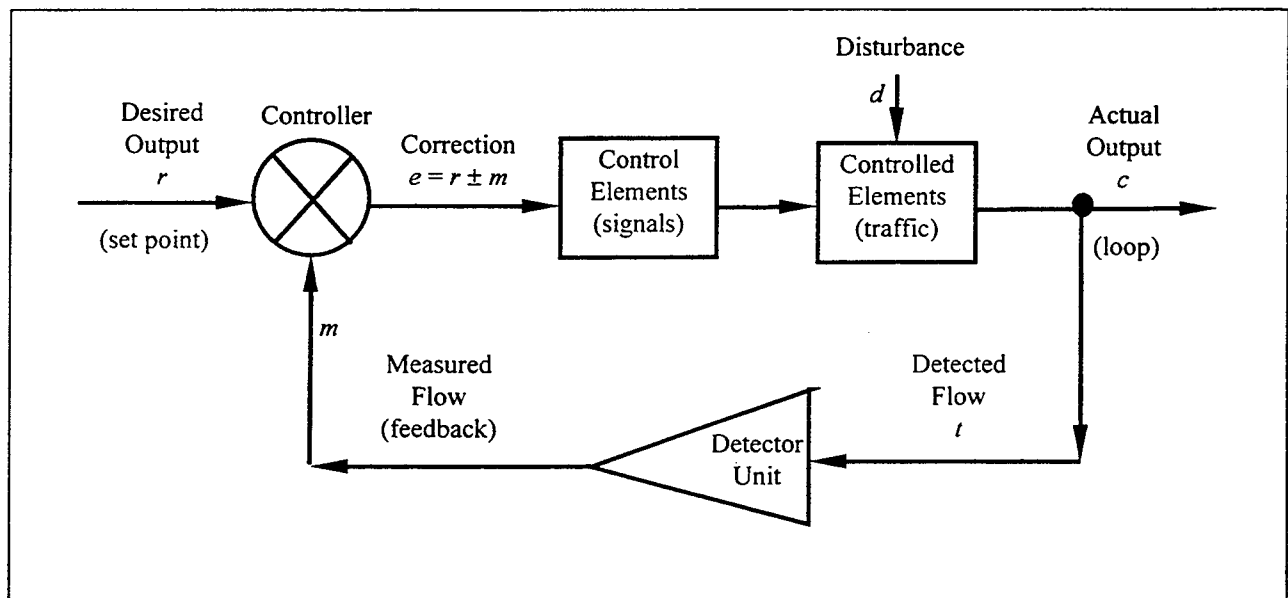 Disturbance
d
Desired
Output
r
(set point)
Controller
Correction
e = r ± m
Control
Elements
(signals)
Controlled
Elements
(traffic)
Actual
Output
c
(loop)
m
Measured
Flow
(feedback)
Detector
Unit
Detected
Flow
t